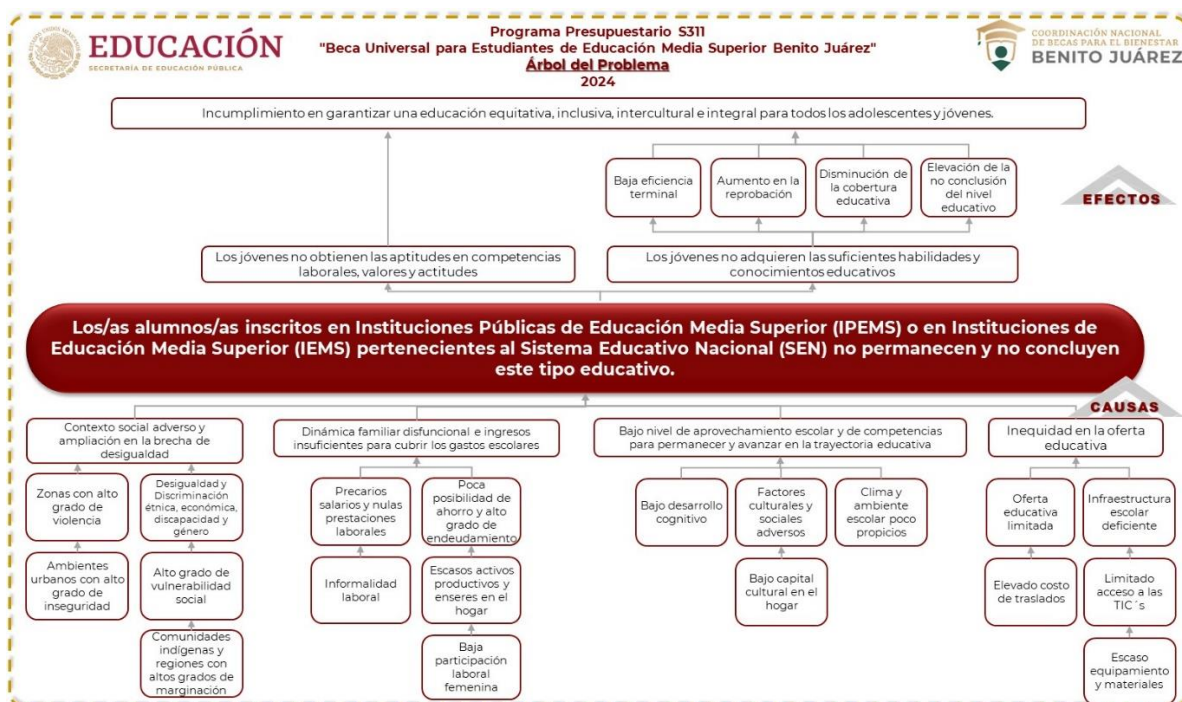 EDUCACIÓN
SECRETARÍA DE EDUCACIÓN PÚBLICA
Programa Presupuestario S311
"Beca Universal para Estudiantes de Educación Media Superior Benito Juárez"
Árbol del Problema
2024
COORDINACIÓN NACIONAL
DE BECAS PARA EL BIENESTAR
BENITO JUÁREZ
Incumplimiento en garantizar una educación equitativa, inclusiva, intercultural e integral para todos los adolescentes y jóvenes.
Baja eficiencia
terminal
Aumento en la
reprobación
Disminución de
la cobertura
educativa
Elevación de la
no conclusión
del nivel
educativo
EFECTOS
Los jóvenes no obtienen las aptitudes en competencias
laborales, valores y actitudes
Los jóvenes no adquieren las suficientes habilidades y
conocimientos educativos
Los/as alumnos/as inscritos en Instituciones Públicas de Educación Media Superior (IPEMS) o en Instituciones de
Educación Media Superior (IEMS) pertenecientes al Sistema Educativo Nacional (SEN) no permanecen y no concluyen
este tipo educativo.
CAUSAS
Contexto social adverso y
ampliación en la brecha de
desigualdad
Dinámica familiar disfuncional e ingresos
insuficientes para cubrir los gastos escolares
Bajo nivel de aprovechamiento escolar y de competencias
para permanecer y avanzar en la trayectoria educativa
Inequidad en la oferta
educativa
Zonas con alto
grado de
violencia
Desigualdad y
Discriminación
étnica, económica,
discapacidad y
género
Precarios
salarios y nulas
prestaciones
laborales
Poca
posibilidad de
ahorro y alto
grado de
endeudamiento
Bajo desarrollo
cognitivo
Factores
culturales y
sociales
adversos
Clima y
ambiente
escolar poco
propicios
Oferta
educativa
limitada
Infraestructura
escolar
deficiente
Ambientes
urbanos con alto
grado de
inseguridad
Alto grado de
vulnerabilidad
social
Informalidad
laboral
Escasos activos
productivos y
enseres en el
hogar
Bajo capital
cultural en el
hogar
Elevado costo
de traslados
Limitado
acceso a las
TIC´s
Comunidades
indígenas y
regiones con
altos grados de
marginación
Baja
participación
laboral
femenina
Escaso
equipamiento
y materiales